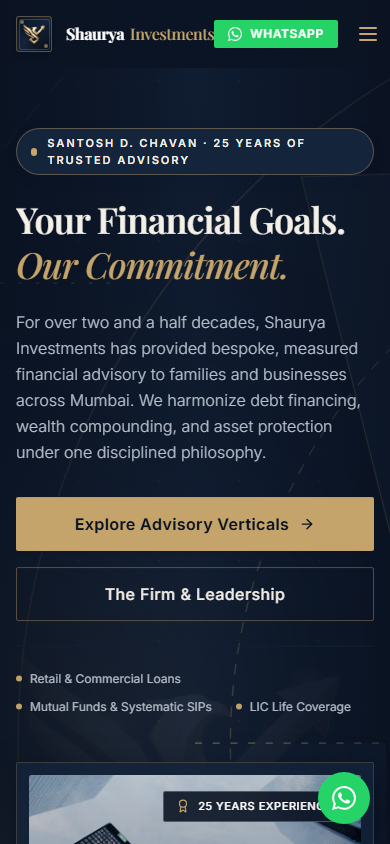 Shaurya Investments
WHATSAPP
SANTOSH D. CHAVAN · 25 YEARS OF
TRUSTED ADVISORY
Your Financial Goals.
Our Commitment.
For over two and a half decades, Shaurya
Investments has provided bespoke, measured
financial advisory to families and businesses
across Mumbai. We harmonize debt financing,
wealth compounding, and asset protection
under one disciplined philosophy.
Explore Advisory Verticals →
The Firm & Leadership
Retail & Commercial Loans
Mutual Funds & Systematic SIPs
LIC Life Coverage
25 YEARS